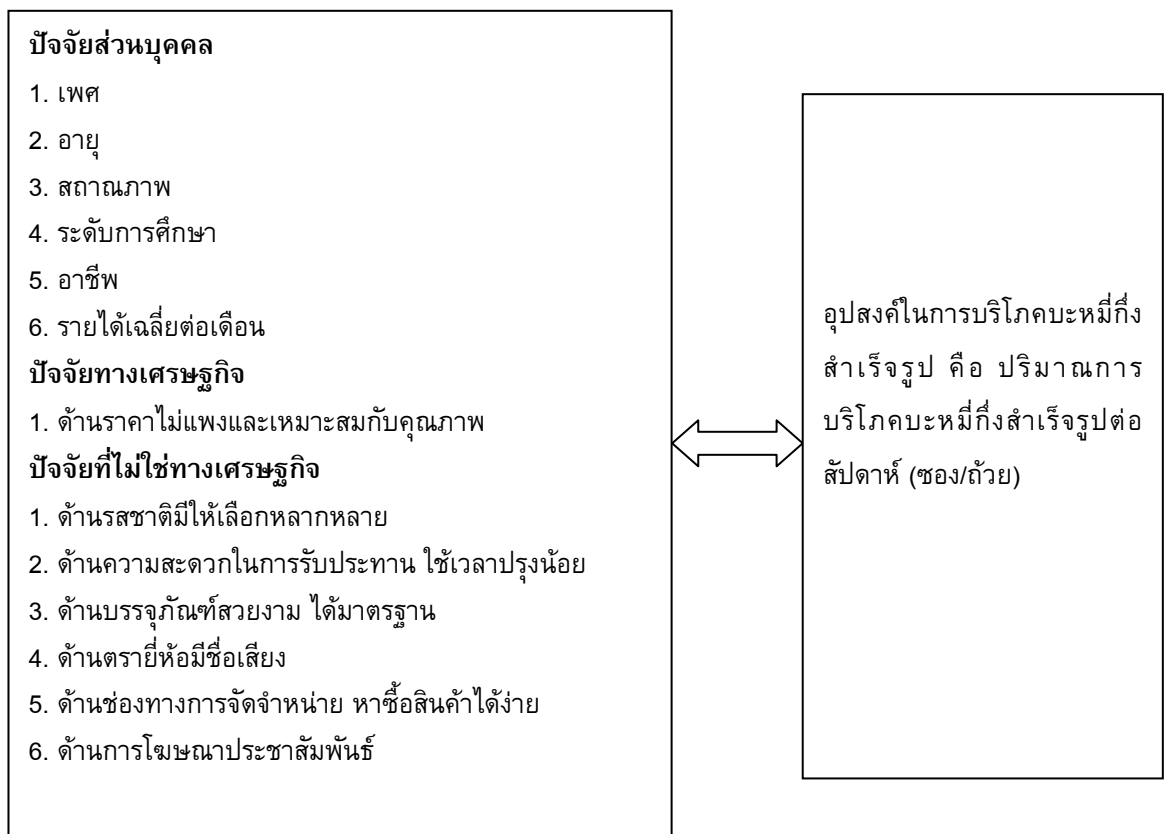 ปัจจัยส่วนบุคคล
1. เพศ
2. อายุ
3. สถาณภาพ
4. ระดับการศึกษา
5. อาชีพ
6. รายได้เฉลี่ยต่อเดือน
ปัจจัยทางเศรษฐกิจ
1. ด้านราคาไม่แพงและเหมาะสมกับคุณภาพ
ปัจจัยที่ไม่ใช่ทางเศรษฐกิจ
1. ด้านรสชาติมีให้เลือกหลากหลาย
2. ด้านความสะดวกในการรับประทาน ใช้เวลาปรุงน้อย
3. ด้านบรรจุภัณฑ์สวยงาม ได้มาตรฐาน
4. ด้านตรายี่ห้อมีชื่อเสียง
5. ด้านช่องทางการจัดจำหน่าย หาซื้อสินค้าได้ง่าย
6. ด้านการโฆษณาประชาสัมพันธ์
อุปสงค์ในการบริโภคบะหมี่กึ่ง
สำเร็จรูป คือ ปริมาณการ
บริโภคบะหมี่กึ่งสำเร็จรูปต่อ
สัปดาห์ (ซอง/ถ้วย)